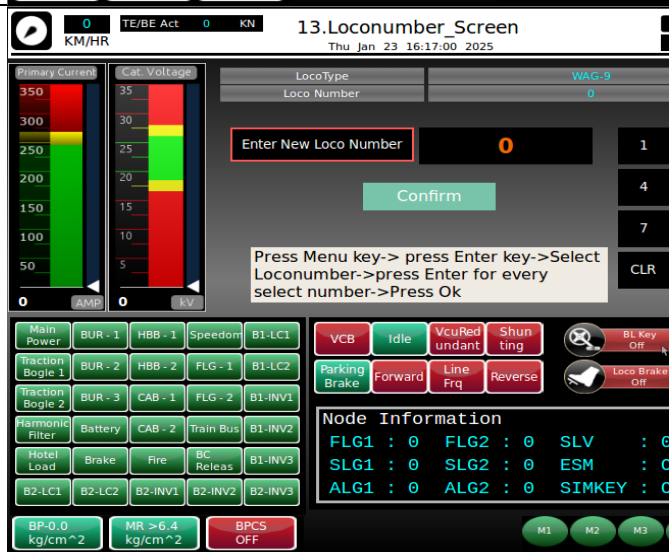 0 TE/BE Act 0 KN 13.Loconumber_Screen
KM/HR Thu Jan 23 16:17:00 2025
Primary Current Cat. Voltage
350 35
300 30
250 25
200 20
150 15
100 10
50 5
0 AMP 0 kV
LocoType WAG-9
Loco Number 0
Enter New Loco Number 0
Confirm
1
4
7
CLR
Press Menu key-> press Enter key->Select
Loconumber->press Enter for every
select number->Press Ok
Main Power BUR - 1 HBB - 1 Speedom B1-LC1
Traction Bogle 1 BUR - 2 HBB - 2 FLG - 1 B1-LC2
Traction Bogle 2 BUR - 3 CAB - 1 FLG - 2 B1-INV1
Harmonic Filter Battery CAB - 2 Train Bus B1-INV2
Hotel Load Brake Fire BC Releas B1-INV3
B2-LC1 B2-LC2 B2-INV1 B2-INV2 B2-INV3
VCB Idle VcuRed undant Shun ting BL Key Off
Parking Brake Forward Line Frq Reverse Loco Brake Off
Node Information
FLG1 : 0 FLG2 : 0 SLV : 0
SLG1 : 0 SLG2 : 0 ESM :
ALG1 : 0 ALG2 : 0 SIMKEY :
BP-0.0 kg/cm^2 MR >6.4 kg/cm^2 BPCS OFF M1 M2 M3